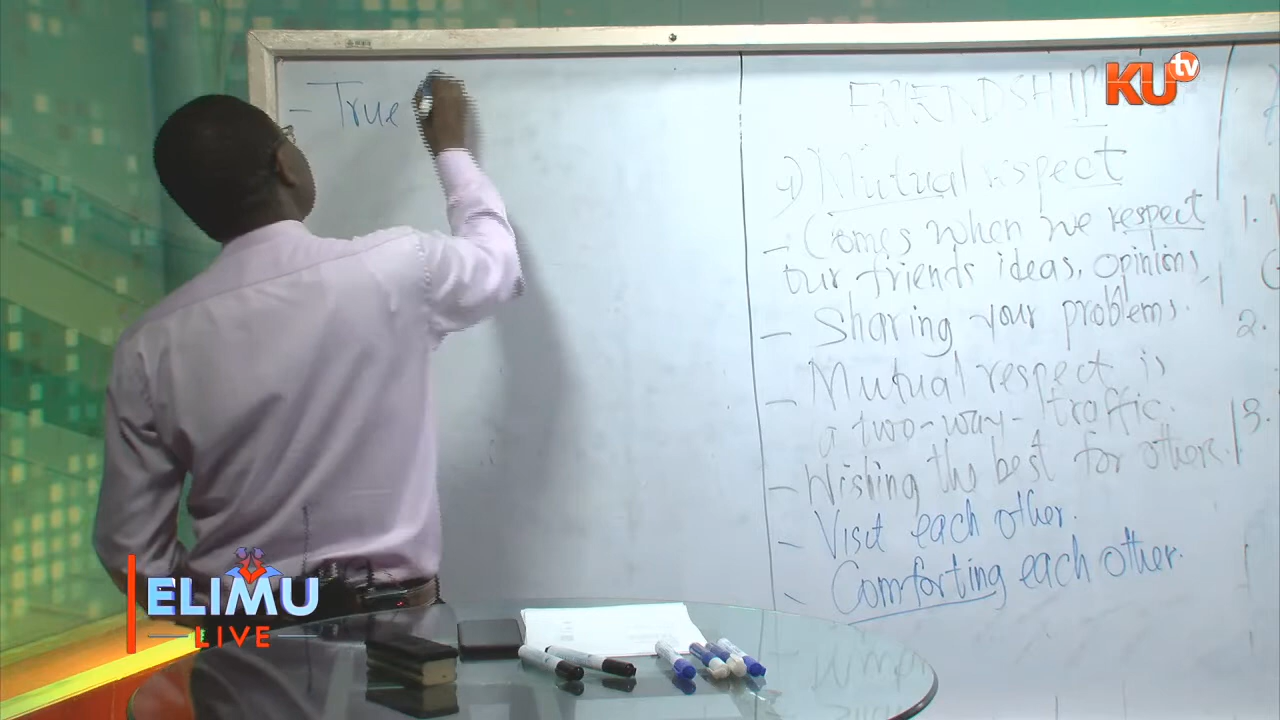 - True
FRIENDSHIP
4) Mutual respect
- Comes when we respect
our friends ideas, opinions,
- Sharing your problems.
- Mutual respect is
a two-way-traffic.
- Wishing the best for others.
- Visit each other.
- Comforting each other.
1.
2.
3.
KU tv
ELIMU
LIVE